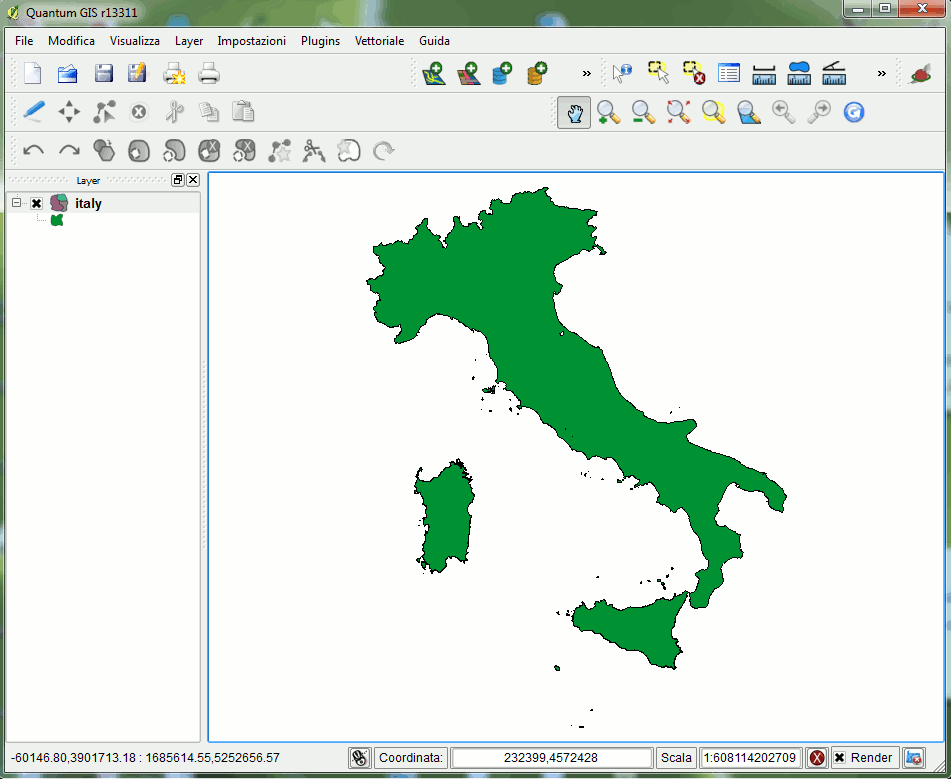 Quantum GIS r13311
File Modifica Visualizza Layer Impostazioni Plugins Vettoriale Guida
» »
Layer
italy
-60146.80,3901713.18 : 1685614.55,5252656.57 Coordinata: 232399,4572428 Scala 1:608114202709 Render